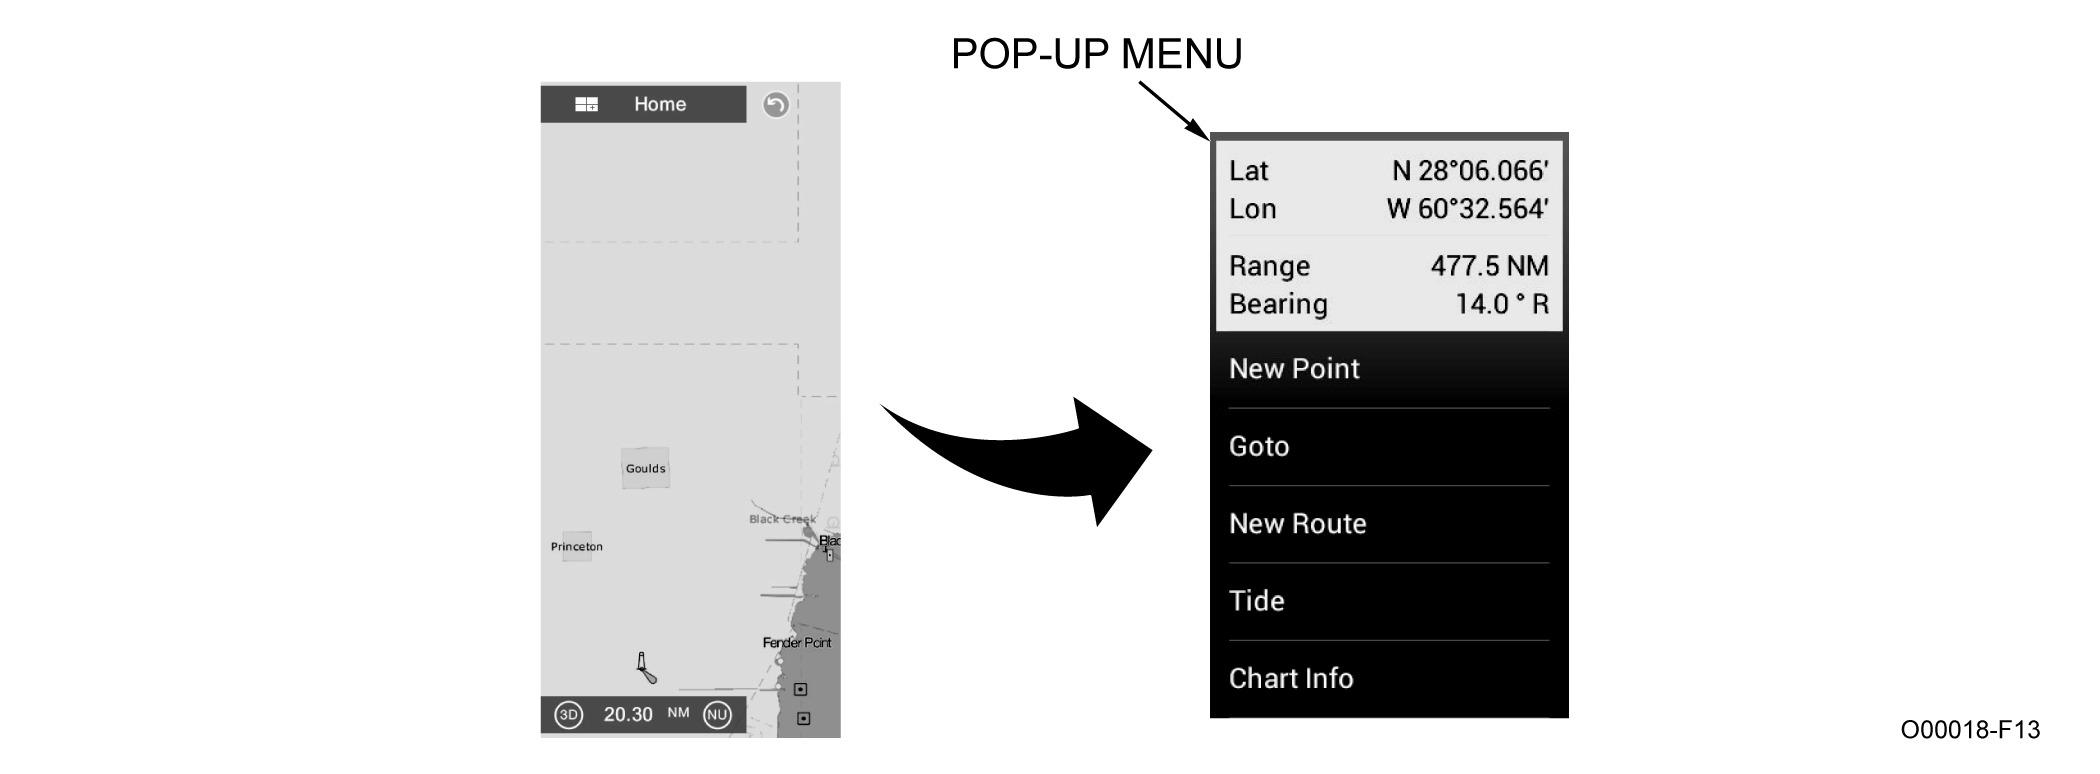 POP-UP MENU
Home
Goulds
Black Creek
Princeton
Fender Point
3D 20.30 NM NU
Lat N 28°06.066'
Lon W 60°32.564'
Range 477.5 NM
Bearing 14.0 ° R
New Point
Goto
New Route
Tide
Chart Info
O00018-F13